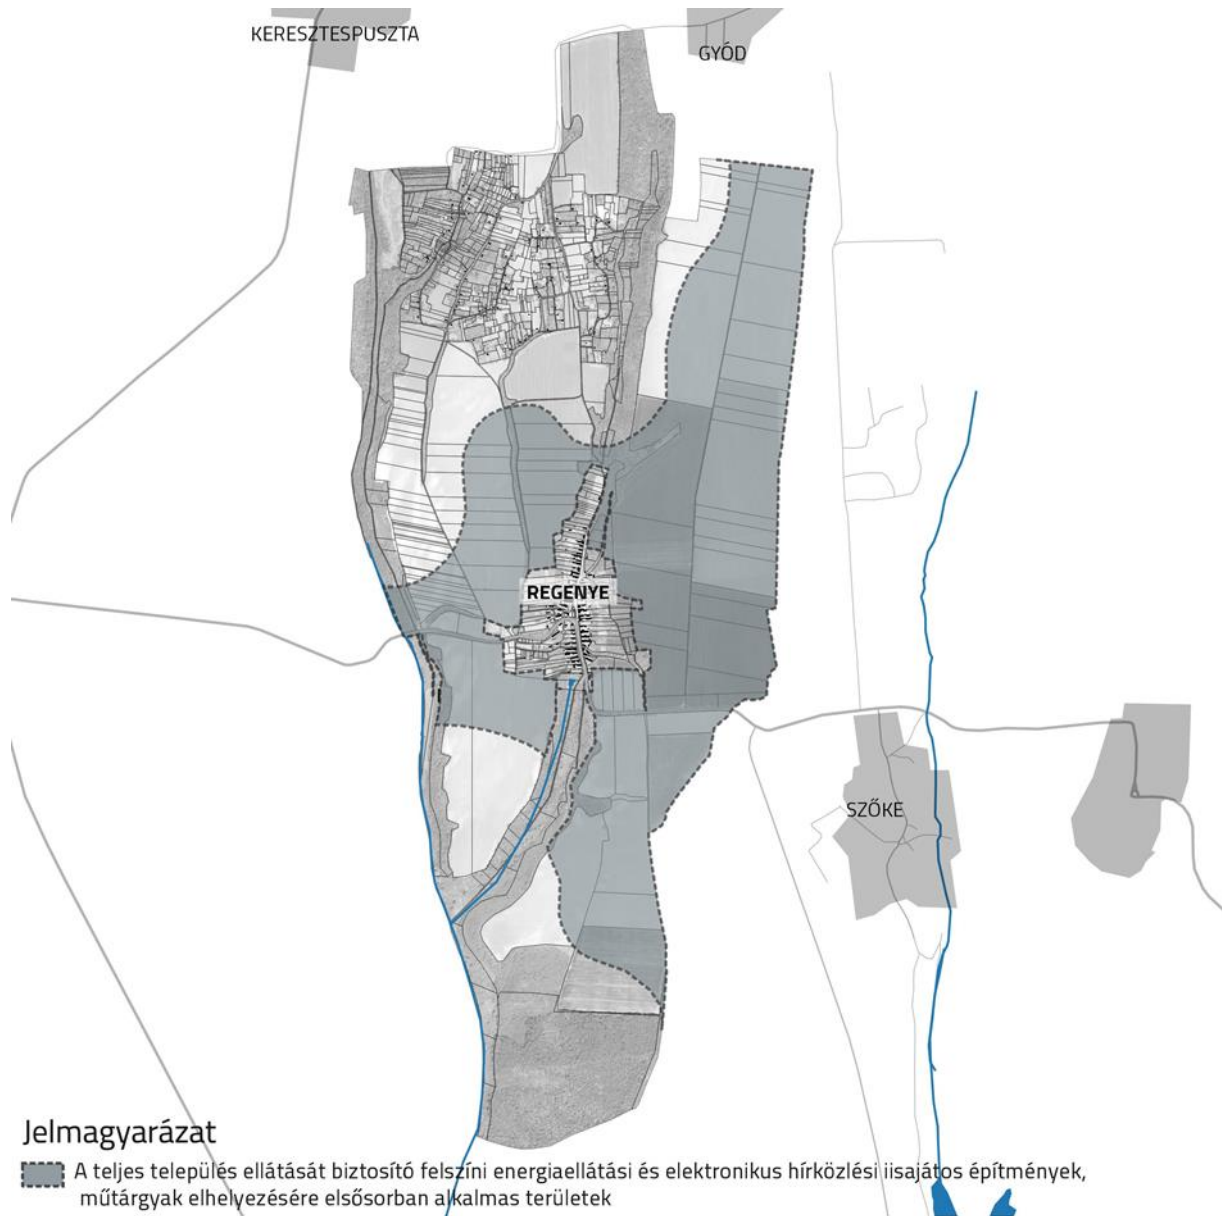 KERESZTESPUSZTA
GYÓD
REGENYE
SZŐKE
Jelmagyarázat
A teljes település ellátását biztosító felszíni energiaellátási és elektronikus hírközlési iisajátos építmények,
műtárgyak elhelyezésére elsősorban alkalmas területek